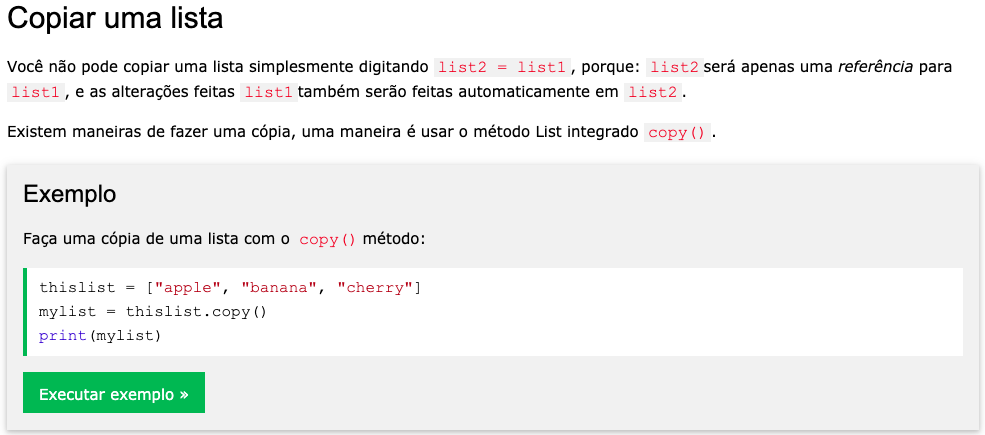 Copiar uma lista
Você não pode copiar uma lista simplesmente digitando list2 = list1, porque: list2 será apenas uma referência para
list1, e as alterações feitas list1 também serão feitas automaticamente em list2.
Existem maneiras de fazer uma cópia, uma maneira é usar o método List integrado copy().
Exemplo
Faça uma cópia de uma lista com o copy() método:
thislist = ["apple", "banana", "cherry"]
mylist = thislist.copy()
print(mylist)
Executar exemplo »